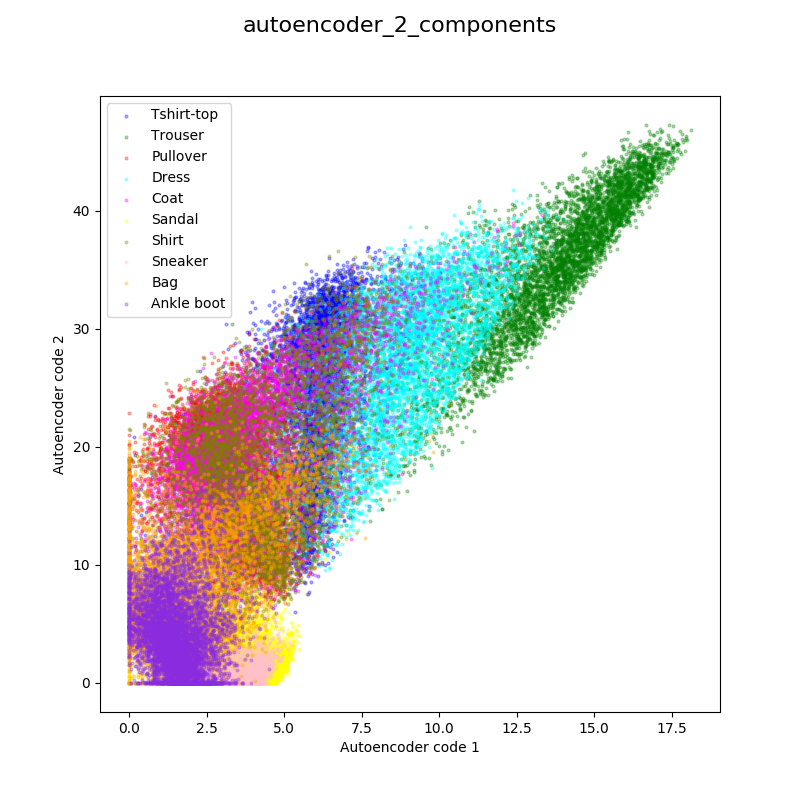 autoencoder_2_components
Tshirt-top
Trouser
Pullover
Dress
Coat
Sandal
Shirt
Sneaker
Bag
Ankle boot
40
30
20
10
0
Autoencoder code 2
0.0 2.5 5.0 7.5 10.0 12.5 15.0 17.5
Autoencoder code 1